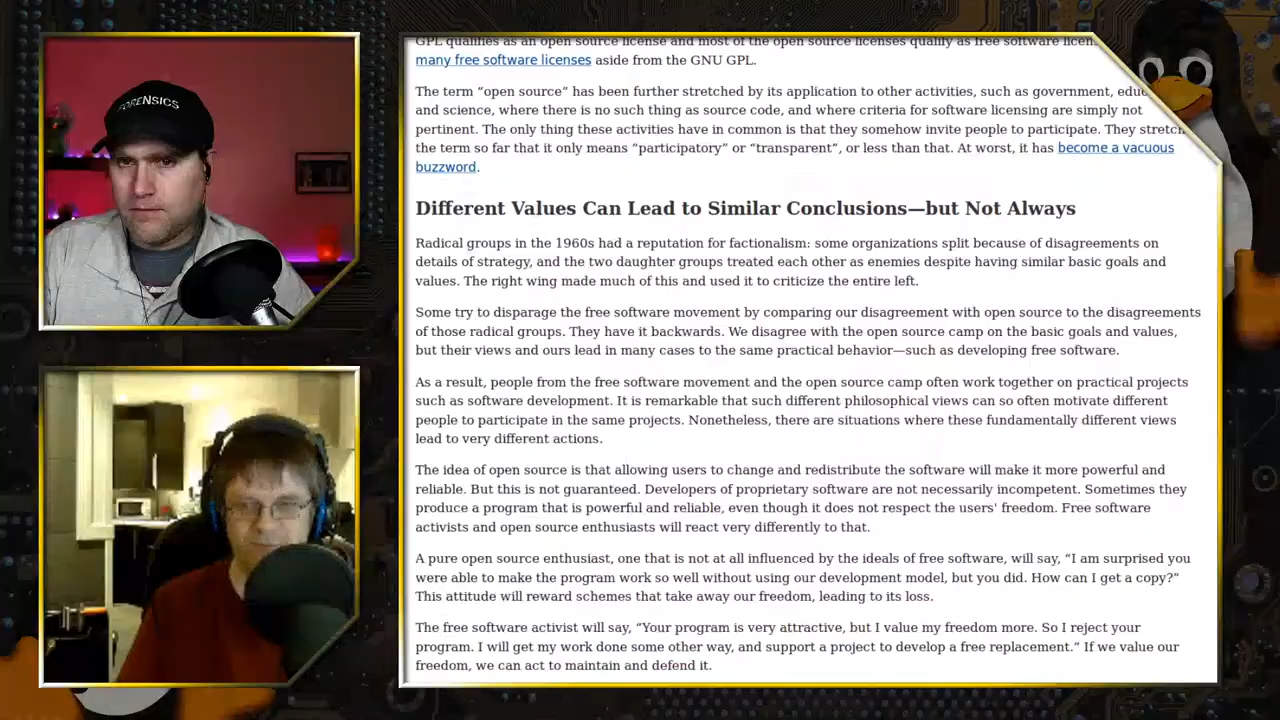 FORENSICS
GPL qualifies as an open source license and most of the open source licenses qualify as free software
many free software licenses aside from the GNU GPL.
The term “open source” has been further stretched by its application to other activities, such as government,
and science, where there is no such thing as source code, and where criteria for software licensing are simply not
pertinent. The only thing these activities have in common is that they somehow invite people to participate. They stretch
the term so far that it only means “participatory” or “transparent”, or less than that. At worst, it has become a vacuous
buzzword.
Different Values Can Lead to Similar Conclusions—but Not Always
Radical groups in the 1960s had a reputation for factionalism: some organizations split because of disagreements on
details of strategy, and the two daughter groups treated each other as enemies despite having similar basic goals and
values. The right wing made much of this and used it to criticize the entire left.
Some try to disparage the free software movement by comparing our disagreement with open source to the disagreements
of those radical groups. They have it backwards. We disagree with the open source camp on the basic goals and values,
but their views and ours lead in many cases to the same practical behavior—such as developing free software.
As a result, people from the free software movement and the open source camp often work together on practical projects
such as software development. It is remarkable that such different philosophical views can so often motivate different
people to participate in the same projects. Nonetheless, there are situations where these fundamentally different views
lead to very different actions.
The idea of open source is that allowing users to change and redistribute the software will make it more powerful and
reliable. But this is not guaranteed. Developers of proprietary software are not necessarily incompetent. Sometimes they
produce a program that is powerful and reliable, even though it does not respect the users' freedom. Free software
activists and open source enthusiasts will react very differently to that.
A pure open source enthusiast, one that is not at all influenced by the ideals of free software, will say, “I am surprised you
were able to make the program work so well without using our development model, but you did. How can I get a copy?”
This attitude will reward schemes that take away our freedom, leading to its loss.
The free software activist will say, “Your program is very attractive, but I value my freedom more. So I reject your
program. I will get my work done some other way, and support a project to develop a free replacement.” If we value our
freedom, we can act to maintain and defend it.